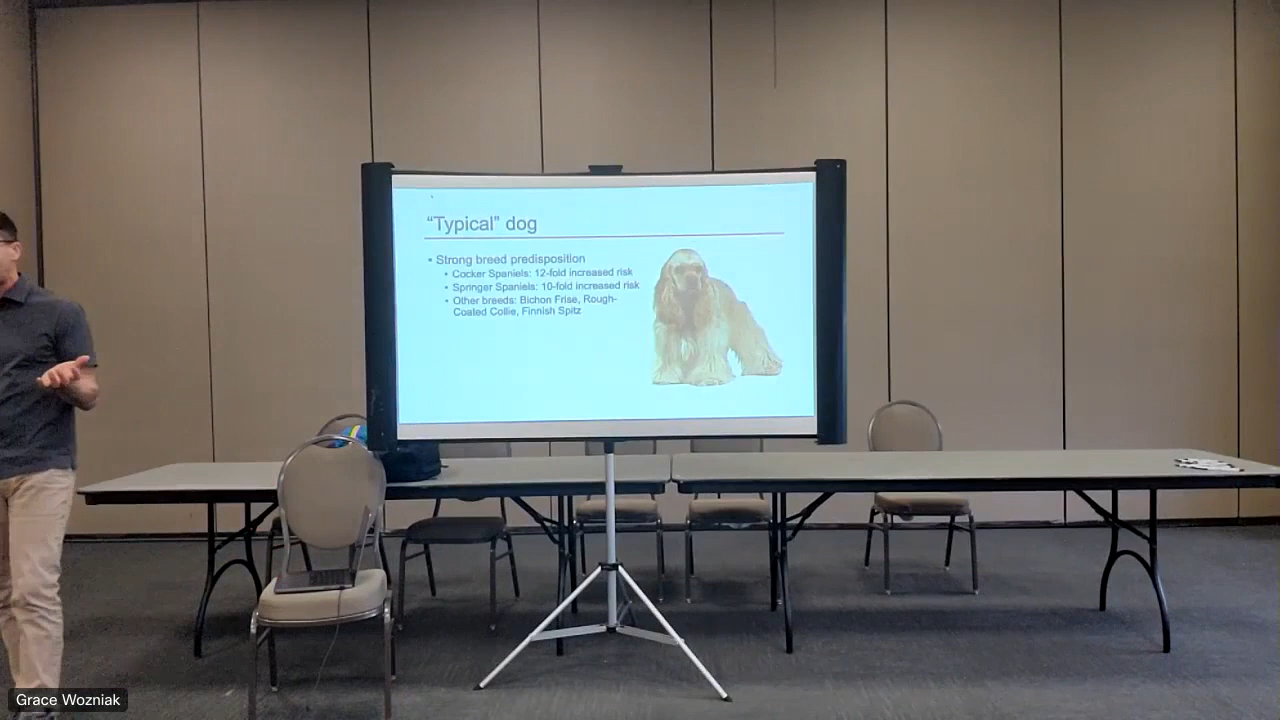 “Typical” dog
• Strong breed predisposition
• Cocker Spaniels: 12-fold increased risk
• Springer Spaniels: 10-fold increased risk
• Other breeds: Bichon Frise, Rough-
Coated Collie, Finnish Spitz
Grace Wozniak